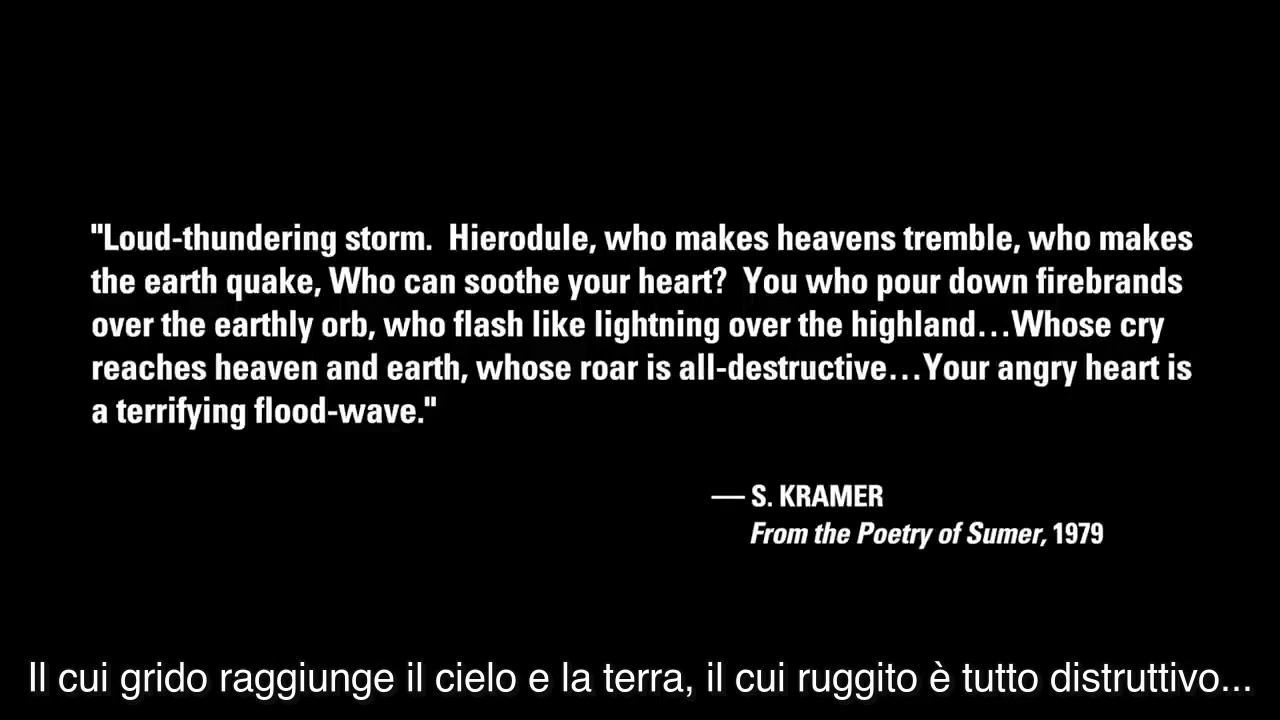 "Loud-thundering storm.  Hierodule, who makes heavens tremble, who makes
the earth quake, Who can soothe your heart?  You who pour down firebrands
over the earthly orb, who flash like lightning over the highland…Whose cry
reaches heaven and earth, whose roar is all-destructive…Your angry heart is
a terrifying flood-wave."
— S. KRAMER
From the Poetry of Sumer, 1979
Il cui grido raggiunge il cielo e la terra, il cui ruggito è tutto distruttivo...